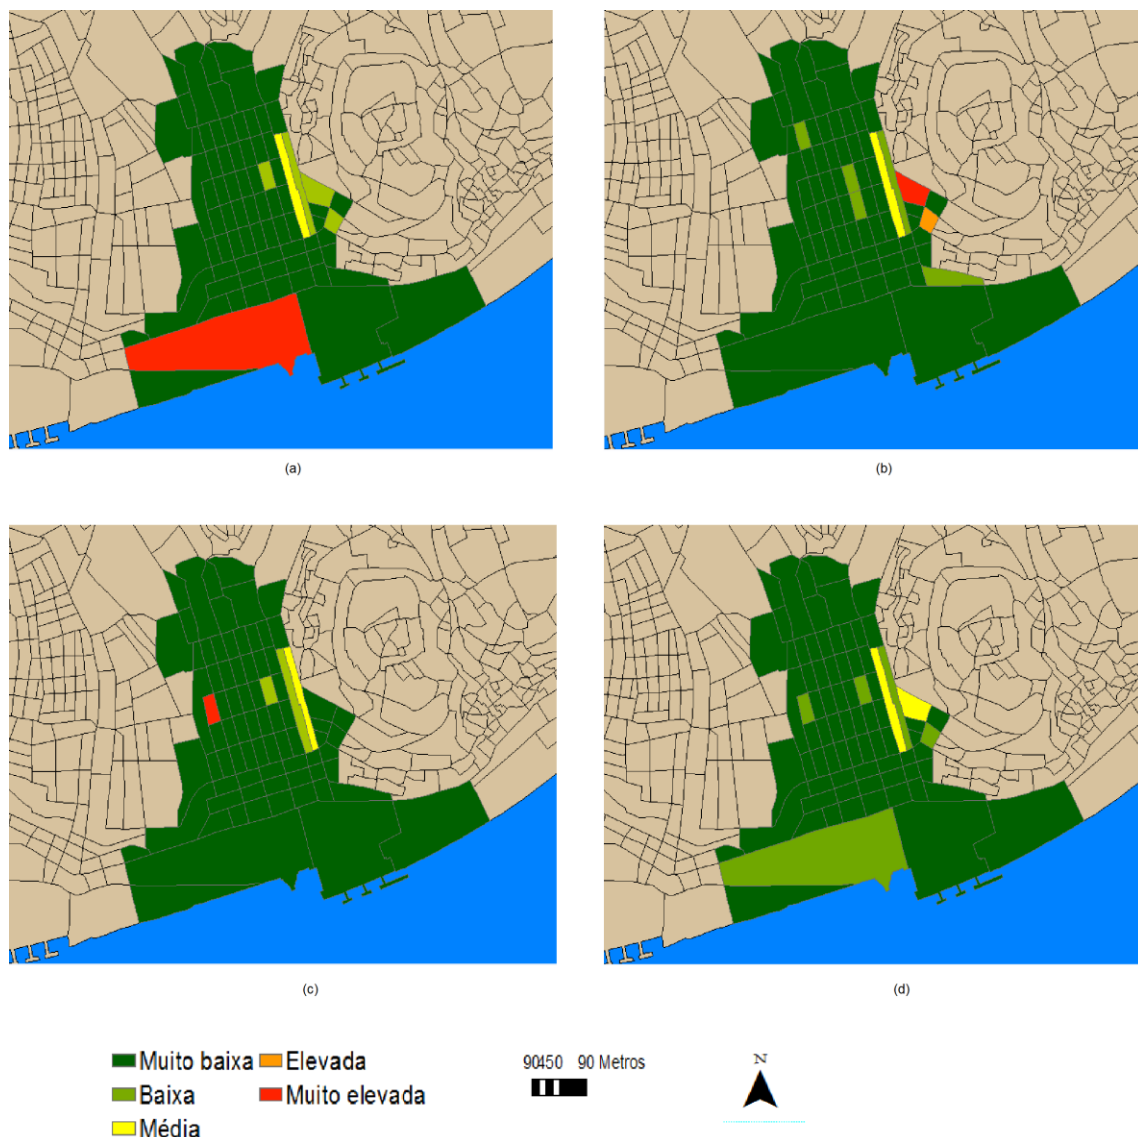 (a)
(b)
(c)
(d)
Muito baixa
Elevada
Baixa
Muito elevada
Média
90450 90 Metros
N